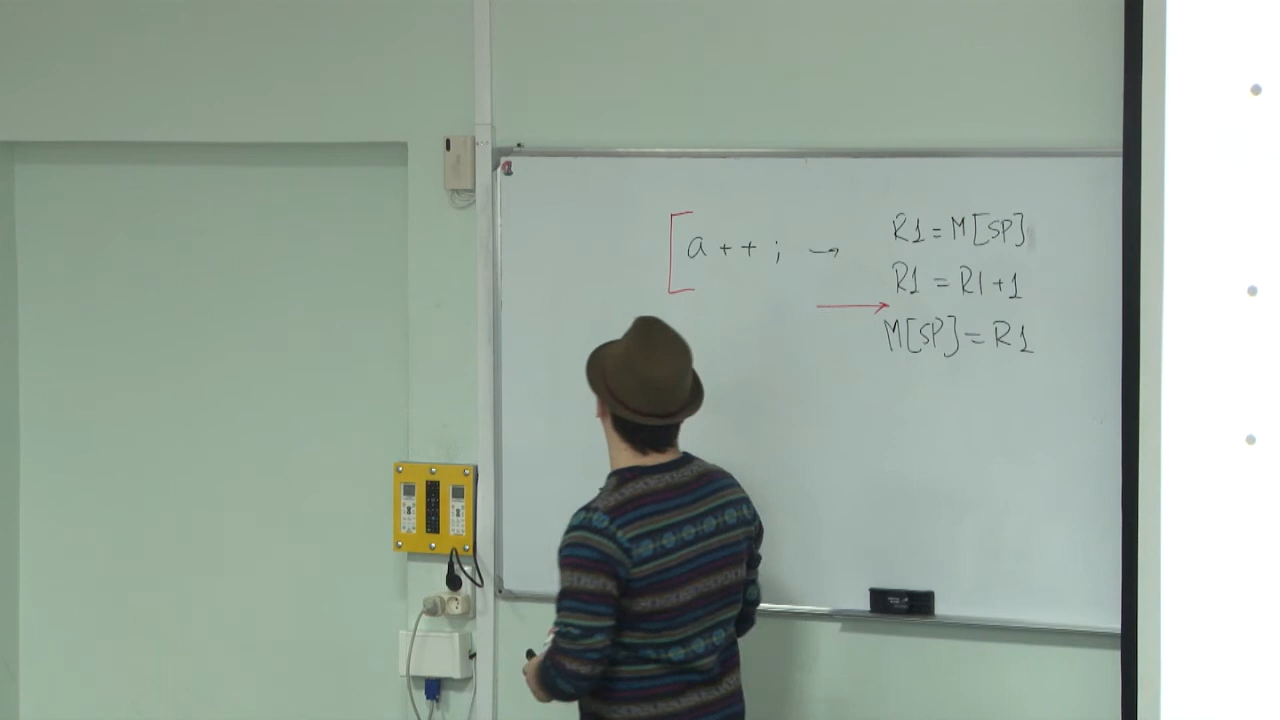 [ a++; → R1 = M[SP]
R1 = R1 + 1
→ M[SP] = R1